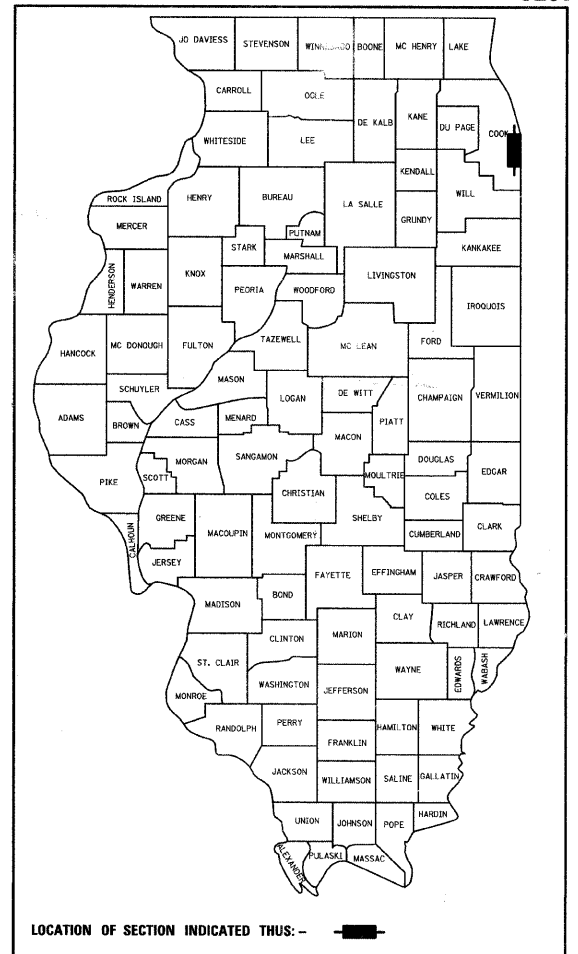 JO DAVIESS STEVENSON WINNEBAGO BOONE MC HENRY LAKE
CARROLL OGLE
DE KALB KANE DU PAGE COOK
WHITESIDE LEE
KENDALL WILL
ROCK ISLAND HENRY BUREAU LA SALLE
MERCER PUTNAM GRUNDY
STARK MARSHALL KANKAKEE
HENDERSON WARREN KNOX PEORIA WOODFORD LIVINGSTON
IROQUOIS
HANCOCK MC DONOUGH FULTON TAZEWELL MC LEAN FORD
MASON
SCHUYLER LOGAN DE WITT CHAMPAIGN VERMILION
ADAMS BROWN CASS MENARD MACON PIATT
SANGAMON DOUGLAS
PIKE SCOTT MORGAN MOULTRIE EDGAR
CHRISTIAN COLES
CALHOUN GREENE MACOUPIN MONTGOMERY SHELBY CUMBERLAND CLARK
JERSEY FAYETTE EFFINGHAM JASPER CRAWFORD
MADISON BOND
CLAY RICHLAND LAWRENCE
CLINTON MARION
ST. CLAIR WAYNE EDWARDS WABASH
WASHINGTON JEFFERSON
MONROE
RANDOLPH PERRY HAMILTON WHITE
FRANKLIN
JACKSON WILLIAMSON SALINE GALLATIN
UNION JOHNSON POPE HARDIN
ALEXANDER PULASKI MASSAC
LOCATION OF SECTION INDICATED THUS:-